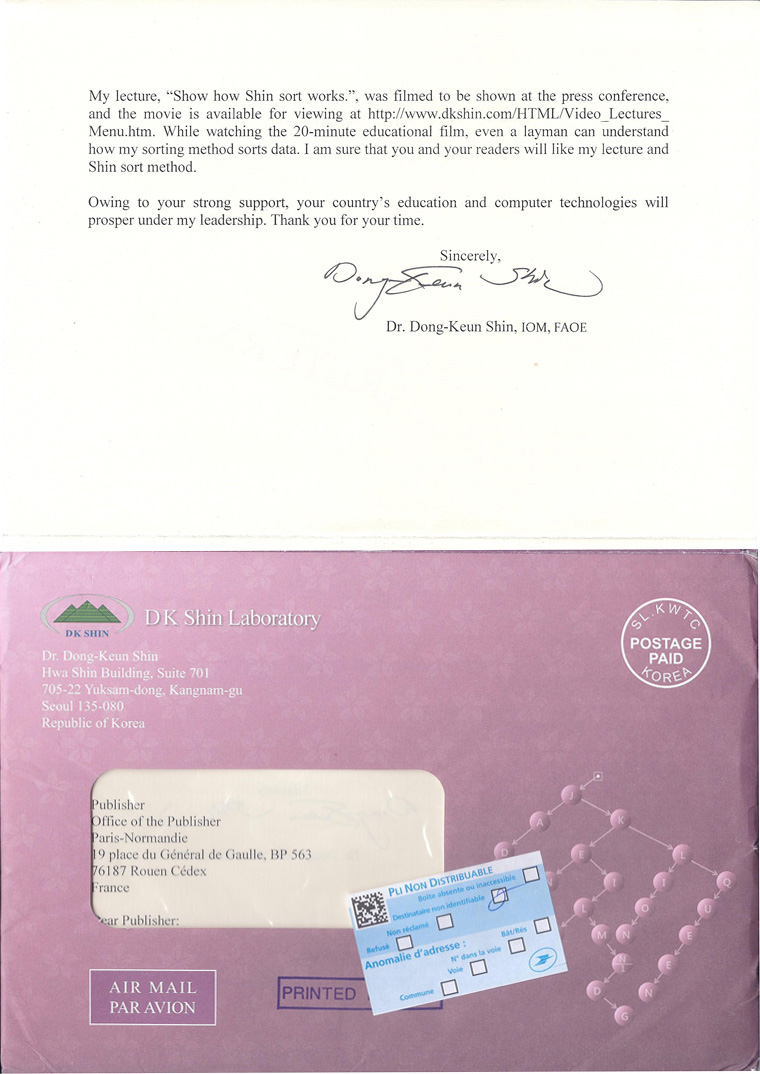 My lecture, “Show how Shin sort works.”, was filmed to be shown at the press conference,
and the movie is available for viewing at http://www.dkshin.com/HTML/Video_Lectures_
Menu.htm. While watching the 20-minute educational film, even a layman can understand
how my sorting method sorts data. I am sure that you and your readers will like my lecture and
Shin sort method.
Owing to your strong support, your country’s education and computer technologies will
prosper under my leadership. Thank you for your time.
Sincerely,
Dong-Keun Shin
Dr. Dong-Keun Shin, IOM, FAOE
DK SHIN
DK Shin Laboratory
Dr. Dong-Keun Shin
Hwa Shin Building, Suite 701
705-22 Yuksam-dong, Kangnam-gu
Seoul 135-080
Republic of Korea
SL.KWTC
POSTAGE
PAID
KOREA
Publisher
Office of the Publisher
Paris-Normandie
19 place du Général de Gaulle, BP 563
76187 Rouen Cédex
France
ear Publisher:
PLI NON DISTRIBUABLE
Boîte absente ou inaccessible
Destinataire non identifiable
Non réclamé
Refusé
Anomalie d'adresse :
Bât/Rés
N° dans la voie
Voie
Commune
AIR MAIL
PAR AVION
PRINTED
J
A
K
D
E
L
I
I
Q
L
O
U
M
N
E
E
D
N
G